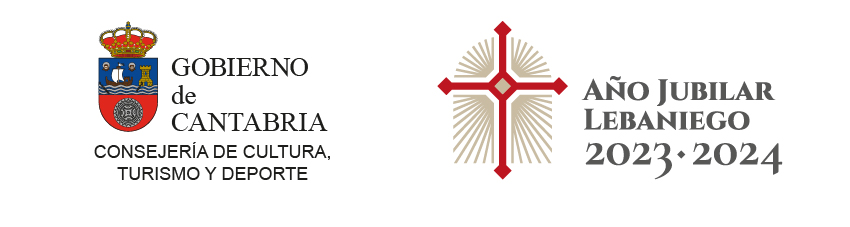 GOBIERNO
de
CANTABRIA
CONSEJERÍA DE CULTURA,
TURISMO Y DEPORTE
AÑO JUBILAR
LEBANIEGO
2023·2024